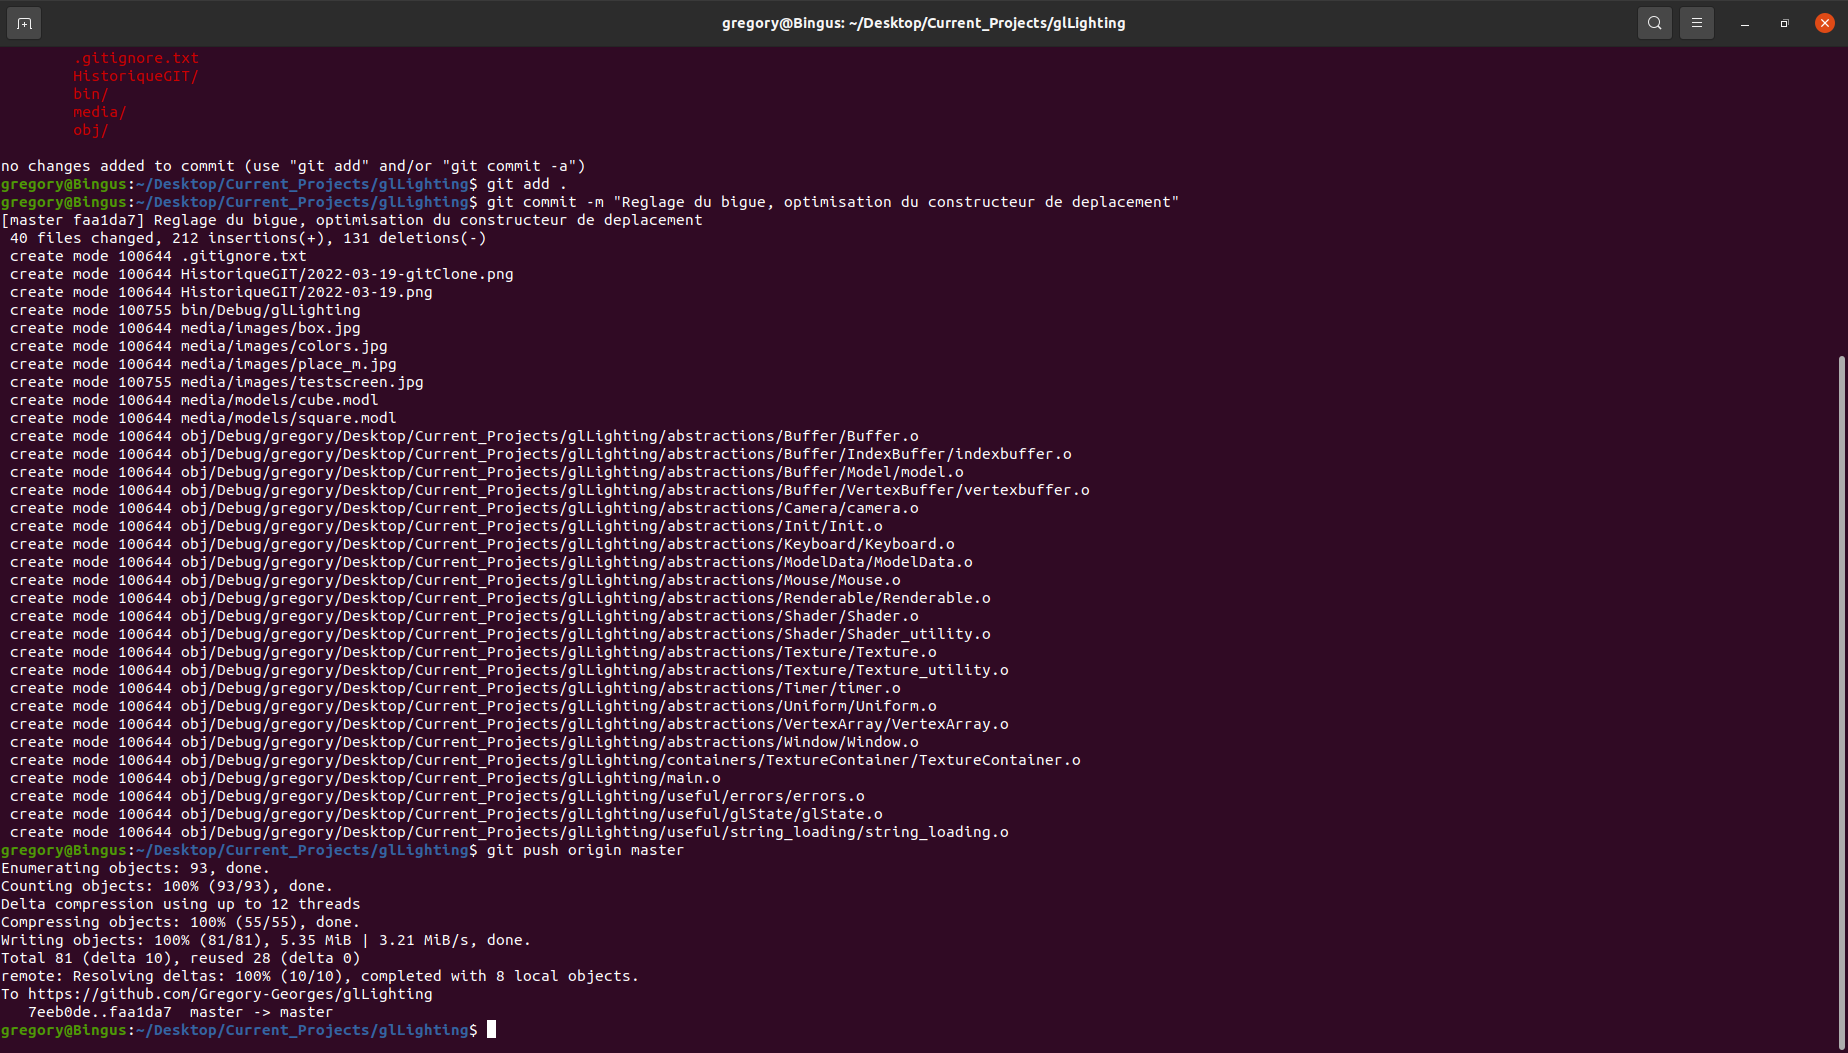 gregory@Bingus: ~/Desktop/Current_Projects/glLighting
.gitignore.txt
HistoriqueGIT/
bin/
media/
obj/
no changes added to commit (use "git add" and/or "git commit -a")
gregory@Bingus:~/Desktop/Current_Projects/glLighting$ git add .
gregory@Bingus:~/Desktop/Current_Projects/glLighting$ git commit -m "Reglage du bigue, optimisation du constructeur de deplacement"
[master faa1da7] Reglage du bigue, optimisation du constructeur de deplacement
40 files changed, 212 insertions(+), 131 deletions(-)
create mode 100644 .gitignore.txt
create mode 100644 HistoriqueGIT/2022-03-19-gitClone.png
create mode 100644 HistoriqueGIT/2022-03-19.png
create mode 100755 bin/Debug/glLighting
create mode 100644 media/images/box.jpg
create mode 100644 media/images/colors.jpg
create mode 100644 media/images/place_m.jpg
create mode 100755 media/images/testscreen.jpg
create mode 100644 media/models/cube.modl
create mode 100644 media/models/square.modl
create mode 100644 obj/Debug/gregory/Desktop/Current_Projects/glLighting/abstractions/Buffer/Buffer.o
create mode 100644 obj/Debug/gregory/Desktop/Current_Projects/glLighting/abstractions/Buffer/IndexBuffer/indexbuffer.o
create mode 100644 obj/Debug/gregory/Desktop/Current_Projects/glLighting/abstractions/Buffer/Model/model.o
create mode 100644 obj/Debug/gregory/Desktop/Current_Projects/glLighting/abstractions/Buffer/VertexBuffer/vertexbuffer.o
create mode 100644 obj/Debug/gregory/Desktop/Current_Projects/glLighting/abstractions/Camera/camera.o
create mode 100644 obj/Debug/gregory/Desktop/Current_Projects/glLighting/abstractions/Init/Init.o
create mode 100644 obj/Debug/gregory/Desktop/Current_Projects/glLighting/abstractions/Keyboard/Keyboard.o
create mode 100644 obj/Debug/gregory/Desktop/Current_Projects/glLighting/abstractions/ModelData/ModelData.o
create mode 100644 obj/Debug/gregory/Desktop/Current_Projects/glLighting/abstractions/Mouse/Mouse.o
create mode 100644 obj/Debug/gregory/Desktop/Current_Projects/glLighting/abstractions/Renderable/Renderable.o
create mode 100644 obj/Debug/gregory/Desktop/Current_Projects/glLighting/abstractions/Shader/Shader.o
create mode 100644 obj/Debug/gregory/Desktop/Current_Projects/glLighting/abstractions/Shader/Shader_utility.o
create mode 100644 obj/Debug/gregory/Desktop/Current_Projects/glLighting/abstractions/Texture/Texture.o
create mode 100644 obj/Debug/gregory/Desktop/Current_Projects/glLighting/abstractions/Texture/Texture_utility.o
create mode 100644 obj/Debug/gregory/Desktop/Current_Projects/glLighting/abstractions/Timer/timer.o
create mode 100644 obj/Debug/gregory/Desktop/Current_Projects/glLighting/abstractions/Uniform/Uniform.o
create mode 100644 obj/Debug/gregory/Desktop/Current_Projects/glLighting/abstractions/VertexArray/VertexArray.o
create mode 100644 obj/Debug/gregory/Desktop/Current_Projects/glLighting/abstractions/Window/Window.o
create mode 100644 obj/Debug/gregory/Desktop/Current_Projects/glLighting/containers/TextureContainer/TextureContainer.o
create mode 100644 obj/Debug/gregory/Desktop/Current_Projects/glLighting/main.o
create mode 100644 obj/Debug/gregory/Desktop/Current_Projects/glLighting/useful/errors/errors.o
create mode 100644 obj/Debug/gregory/Desktop/Current_Projects/glLighting/useful/glState/glState.o
create mode 100644 obj/Debug/gregory/Desktop/Current_Projects/glLighting/useful/string_loading/string_loading.o
gregory@Bingus:~/Desktop/Current_Projects/glLighting$ git push origin master
Enumerating objects: 93, done.
Counting objects: 100% (93/93), done.
Delta compression using up to 12 threads
Compressing objects: 100% (55/55), done.
Writing objects: 100% (81/81), 5.35 MiB | 3.21 MiB/s, done.
Total 81 (delta 10), reused 28 (delta 0)
remote: Resolving deltas: 100% (10/10), completed with 8 local objects.
To https://github.com/Gregory-Georges/glLighting
7eeb0de..faa1da7  master -> master
gregory@Bingus:~/Desktop/Current_Projects/glLighting$